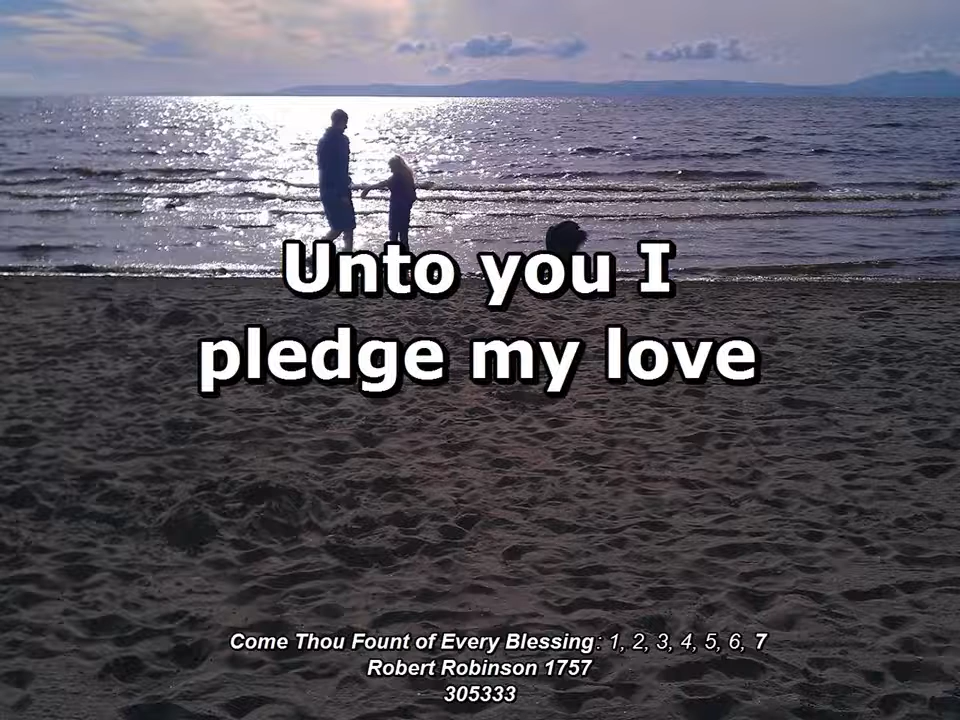 Unto you I
pledge my love
Come Thou Fount of Every Blessing: 1, 2, 3, 4, 5, 6, 7
Robert Robinson 1757
305333